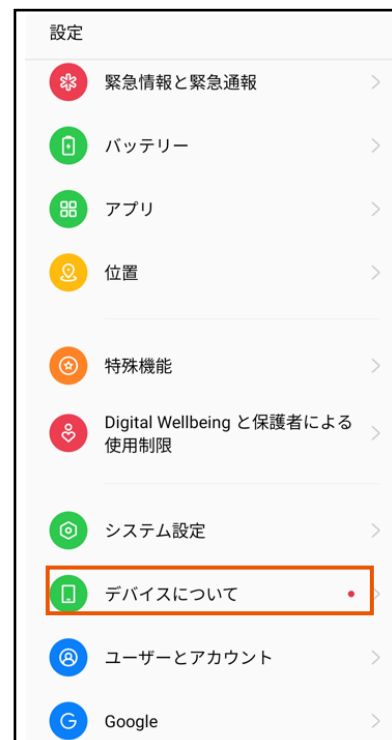 設定
緊急情報と緊急通報
バッテリー
アプリ
位置
特殊機能
Digital Wellbeing と保護者による
使用制限
システム設定
デバイスについて
ユーザーとアカウント
Google